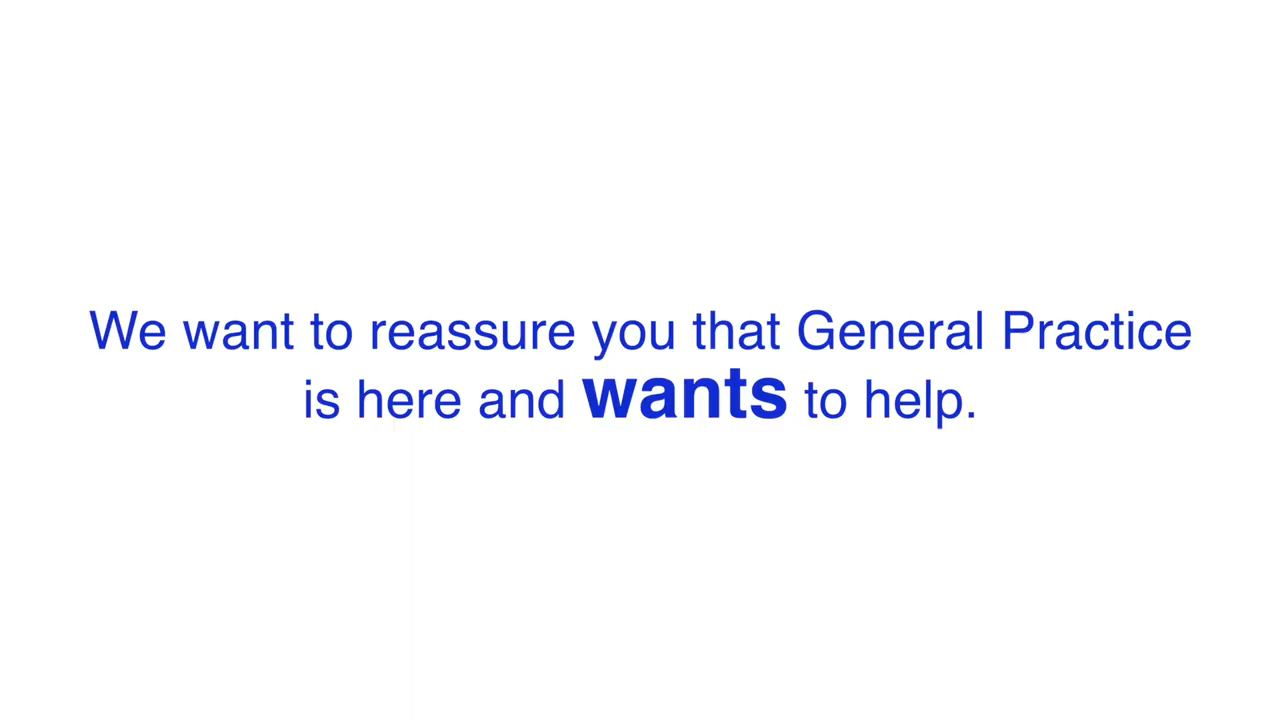 We want to reassure you that General Practice
is here and wants to help.